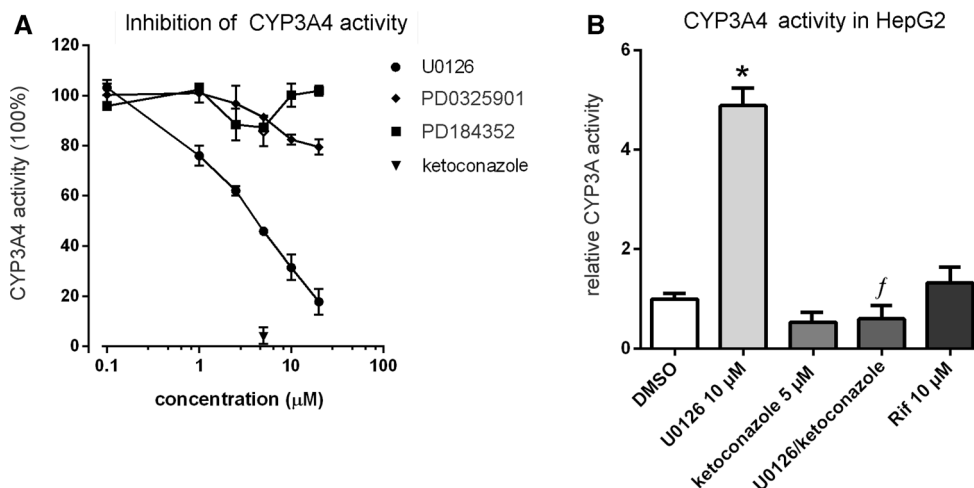 A
Inhibition of CYP3A4 activity
CYP3A4 activity (100%)
120
100
80
60
40
20
0
0.1
1
10
100
concentration (µM)
U0126
PD0325901
PD184352
ketoconazole
B
CYP3A4 activity in HepG2
relative CYP3A activity
6
4
2
0
*
f
DMSO
U0126 10 µM
ketoconazole 5 µM
U0126/ketoconazole
Rif 10 µM